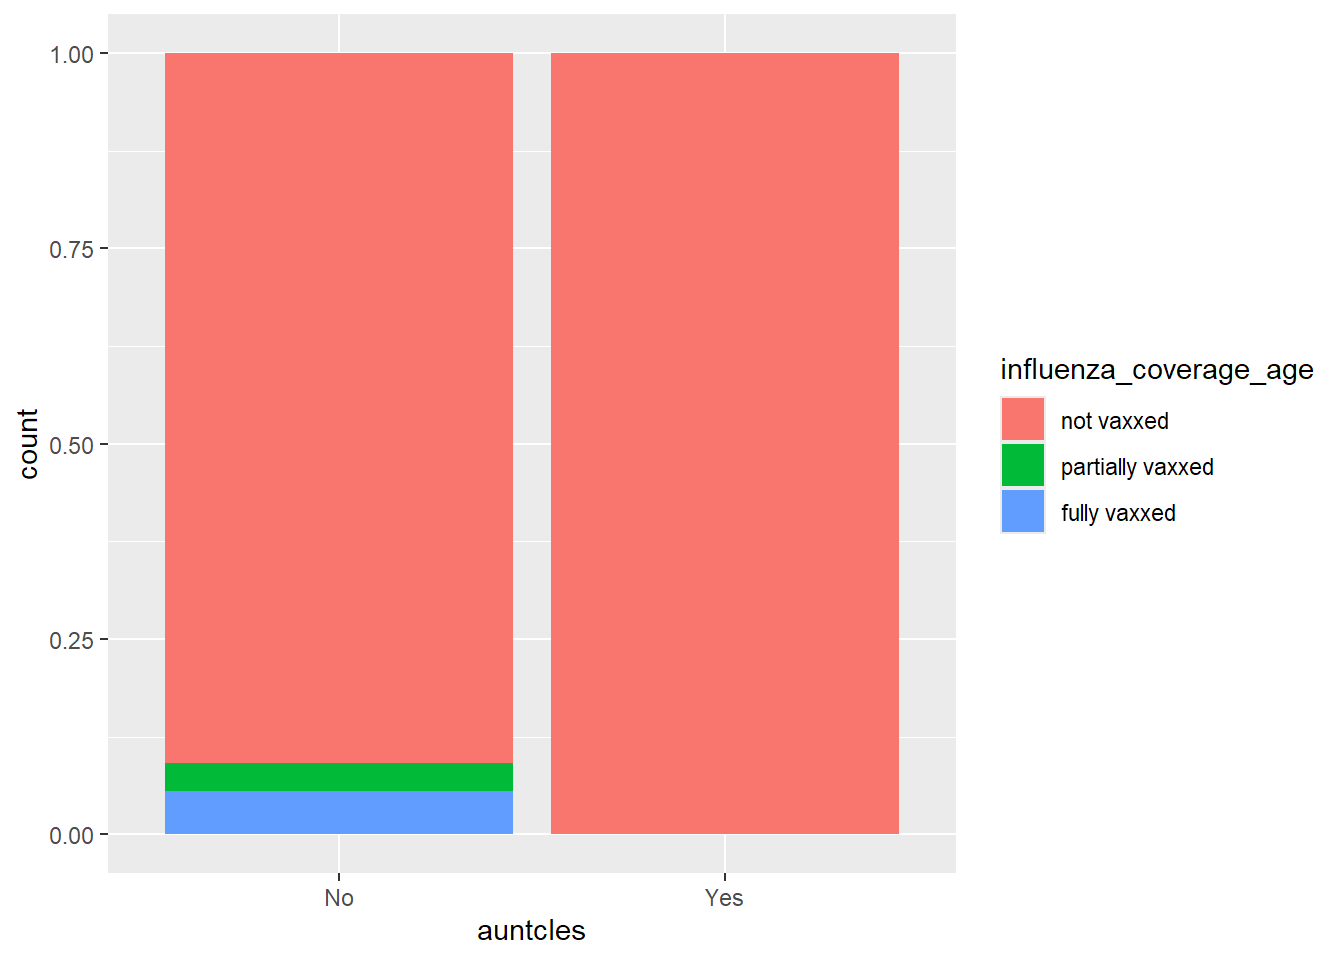 1.00
0.75
0.50
0.25
0.00
count
No
Yes
auntcles
influenza_coverage_age
not vaxxed
partially vaxxed
fully vaxxed